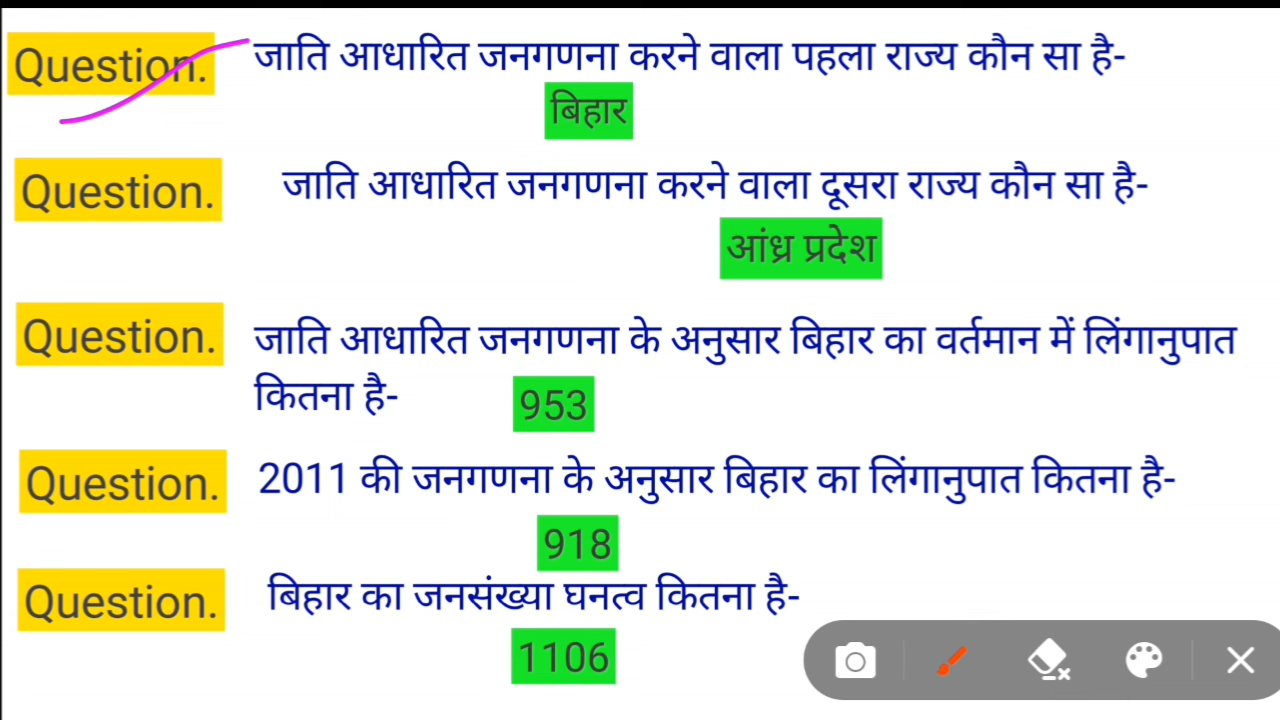 Question. जाति आधारित जनगणना करने वाला पहला राज्य कौन सा है-
बिहार
Question. जाति आधारित जनगणना करने वाला दूसरा राज्य कौन सा है-
आंध्र प्रदेश
Question. जाति आधारित जनगणना के अनुसार बिहार का वर्तमान में लिंगानुपात
कितना है- 953
Question. 2011 की जनगणना के अनुसार बिहार का लिंगानुपात कितना है-
918
Question. बिहार का जनसंख्या घनत्व कितना है-
1106